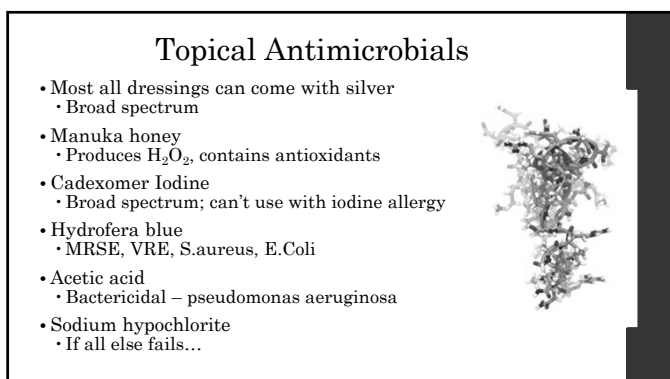 Topical Antimicrobials
• Most all dressings can come with silver
• Broad spectrum
• Manuka honey
• Produces H₂O₂, contains antioxidants
• Cadexomer Iodine
• Broad spectrum; can't use with iodine allergy
• Hydrofera blue
• MRSE, VRE, S.aureus, E.Coli
• Acetic acid
• Bactericidal – pseudomonas aeruginosa
• Sodium hypochlorite
• If all else fails…